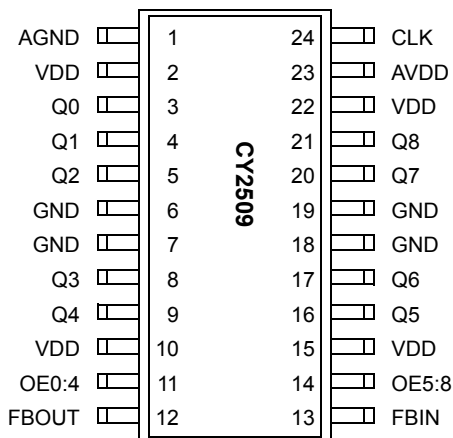 AGND 1 24 CLK
VDD 2 23 AVDD
Q0 3 22 VDD
Q1 4 21 Q8
Q2 5 20 Q7
GND 6 19 GND
GND 7 18 GND
Q3 8 17 Q6
Q4 9 16 Q5
VDD 10 15 VDD
OE0:4 11 14 OE5:8
FBOUT 12 13 FBIN
CY2509